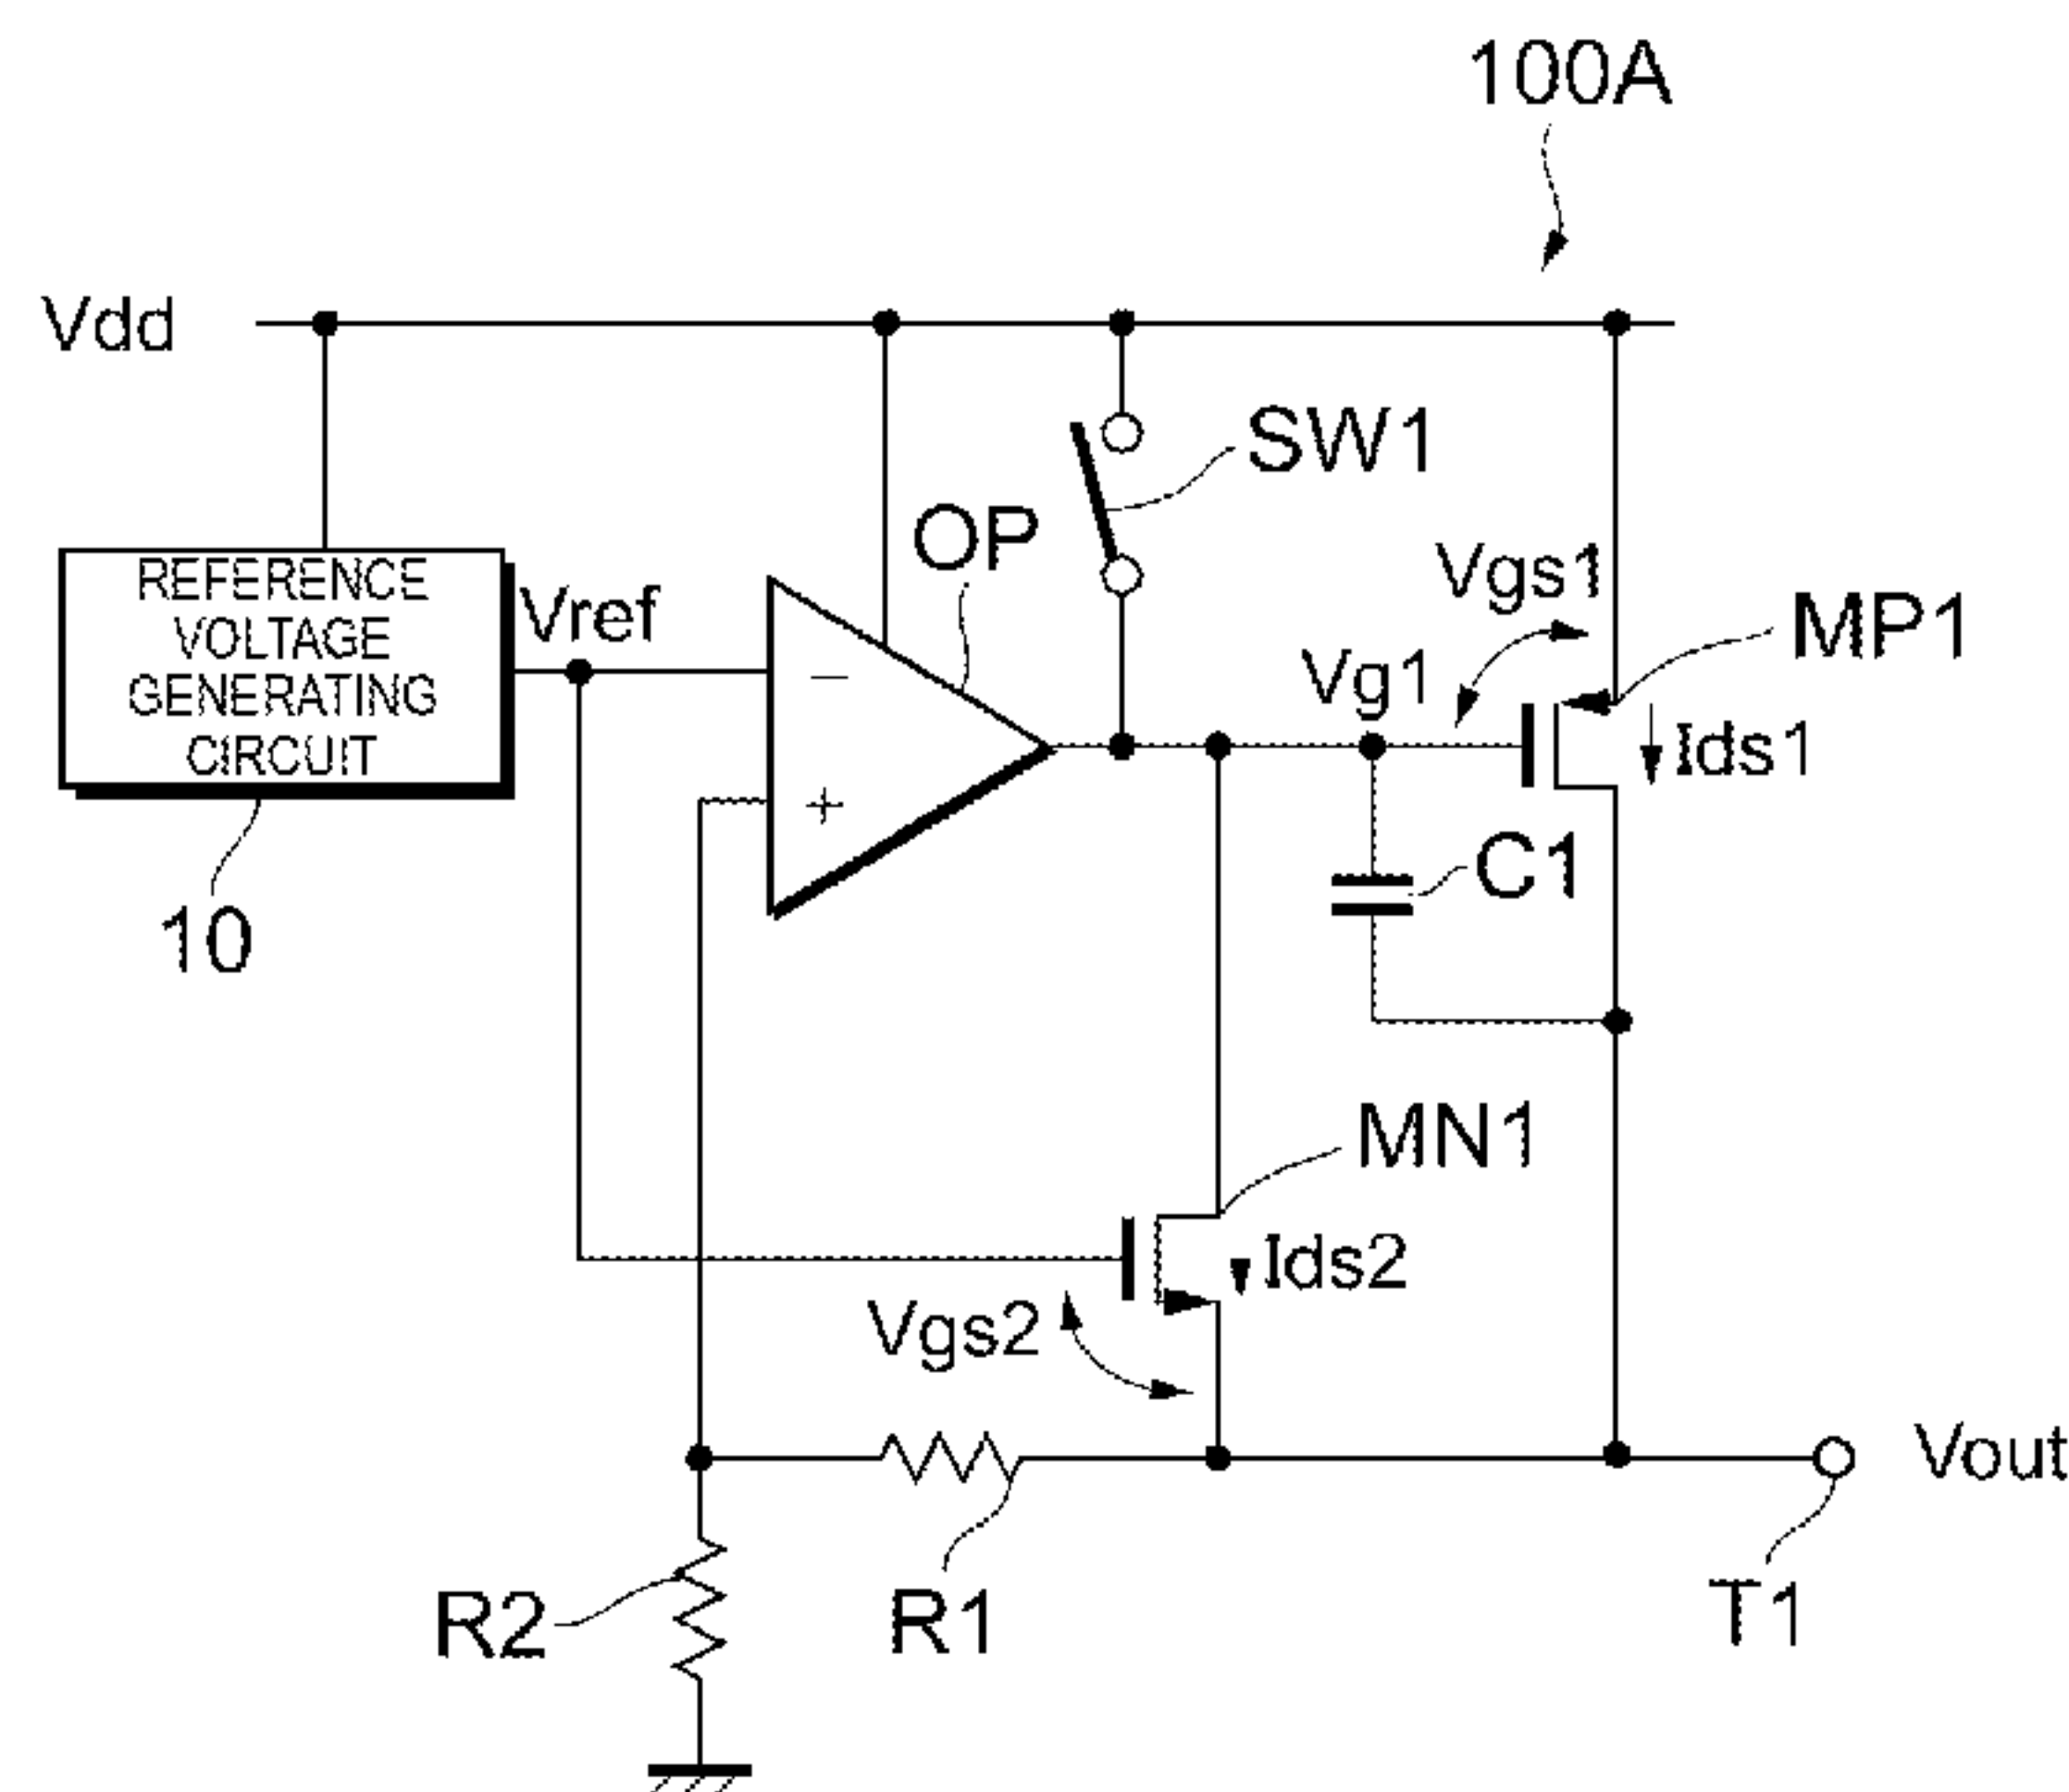 100A
Vdd
SW1
OP
REFERENCE
VOLTAGE
GENERATING
CIRCUIT
Vref
Vgs1
MP1
Vg1
−
Ids1
+
C1
10
MN1
Ids2
Vgs2
Vout
R2
R1
T1